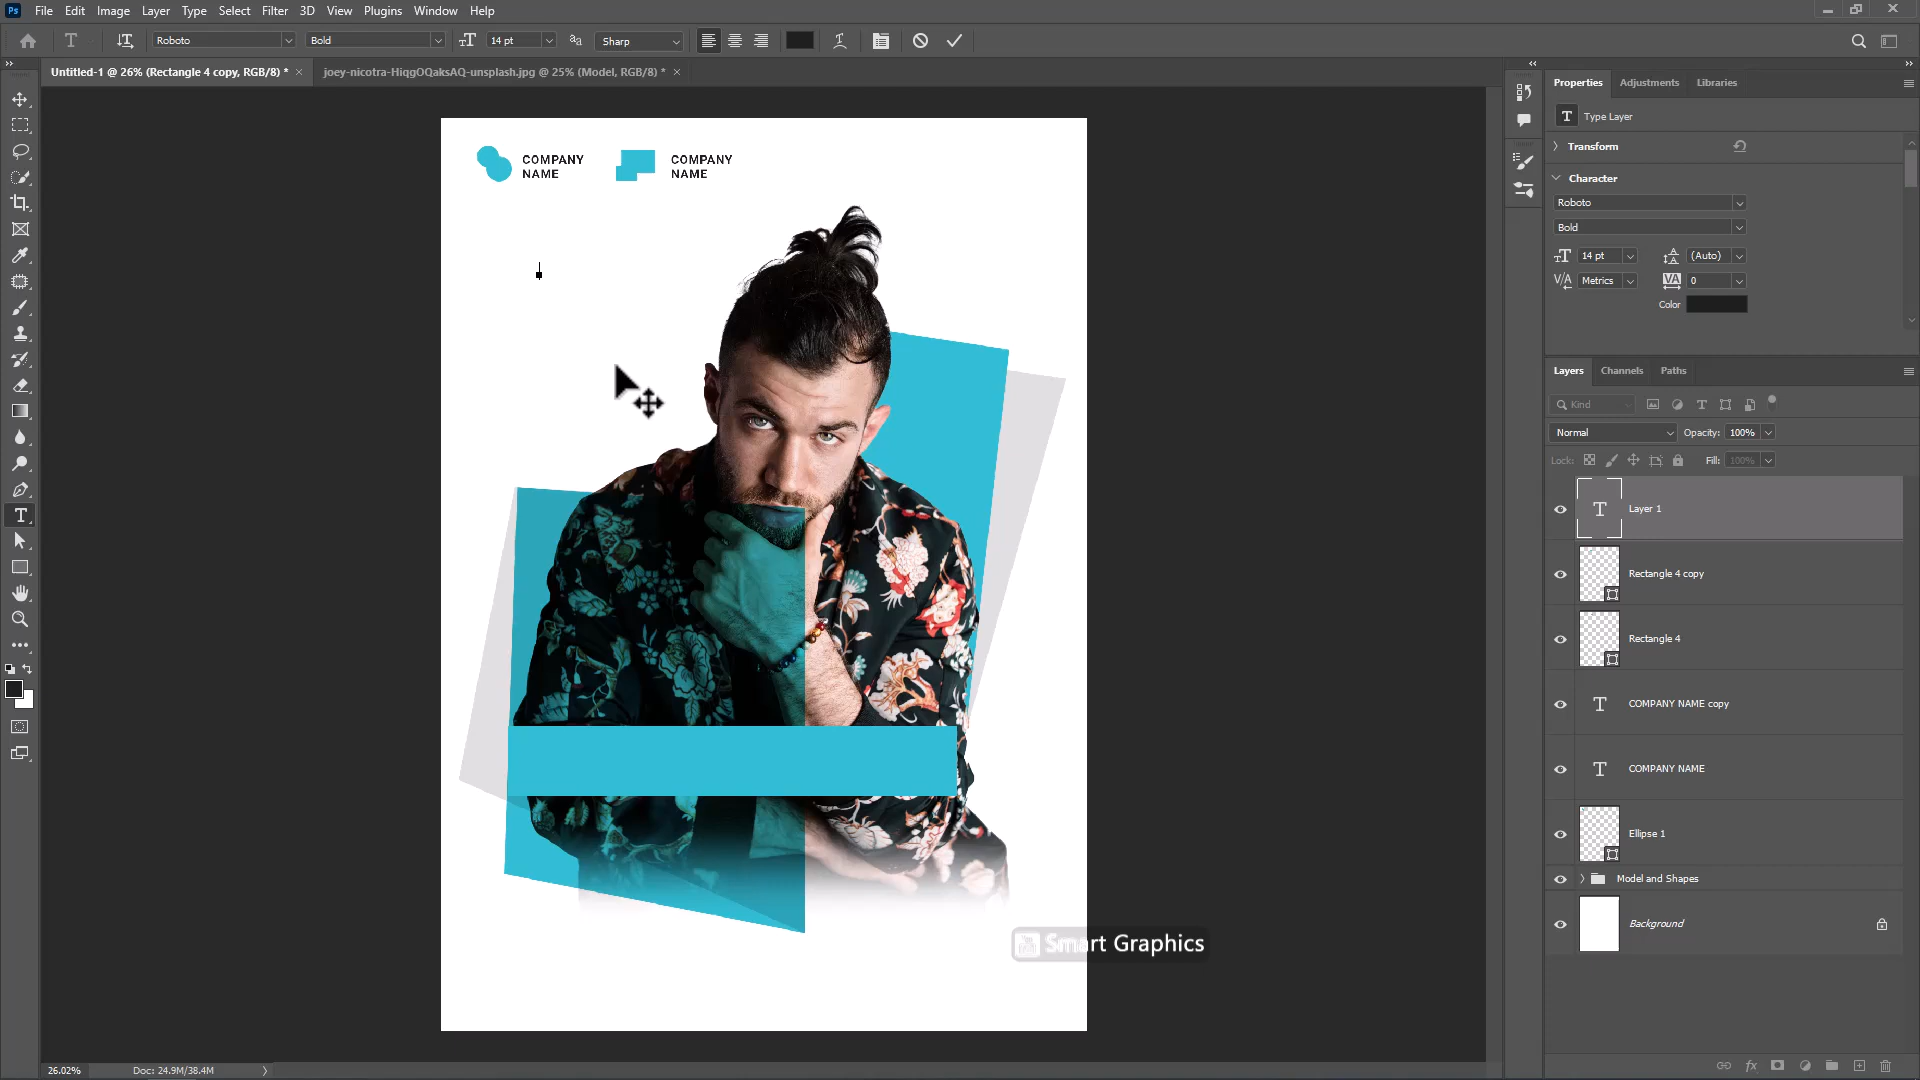 Ps File Edit Image Layer Type Select Filter 3D View Plugins Window Help
Roboto Bold 14 pt Sharp
Untitled-1 @ 26% (Rectangle 4 copy, RGB/8) * × joey-nicotra-HiqgOQaksAQ-unsplash.jpg @ 25% (Model, RGB/8) * ×
COMPANY
NAME
COMPANY
NAME
Smart Graphics
Properties Adjustments Libraries
T Type Layer
Transform
Character
Roboto
Bold
14 pt (Auto)
Metrics 0
Color
Layers Channels Paths
Kind
Normal Opacity: 100%
Lock: Fill: 100%
T Layer 1
Rectangle 4 copy
Rectangle 4
T COMPANY NAME copy
T COMPANY NAME
Ellipse 1
Model and Shapes
Background
26.02% Doc: 24.9M/38.4M